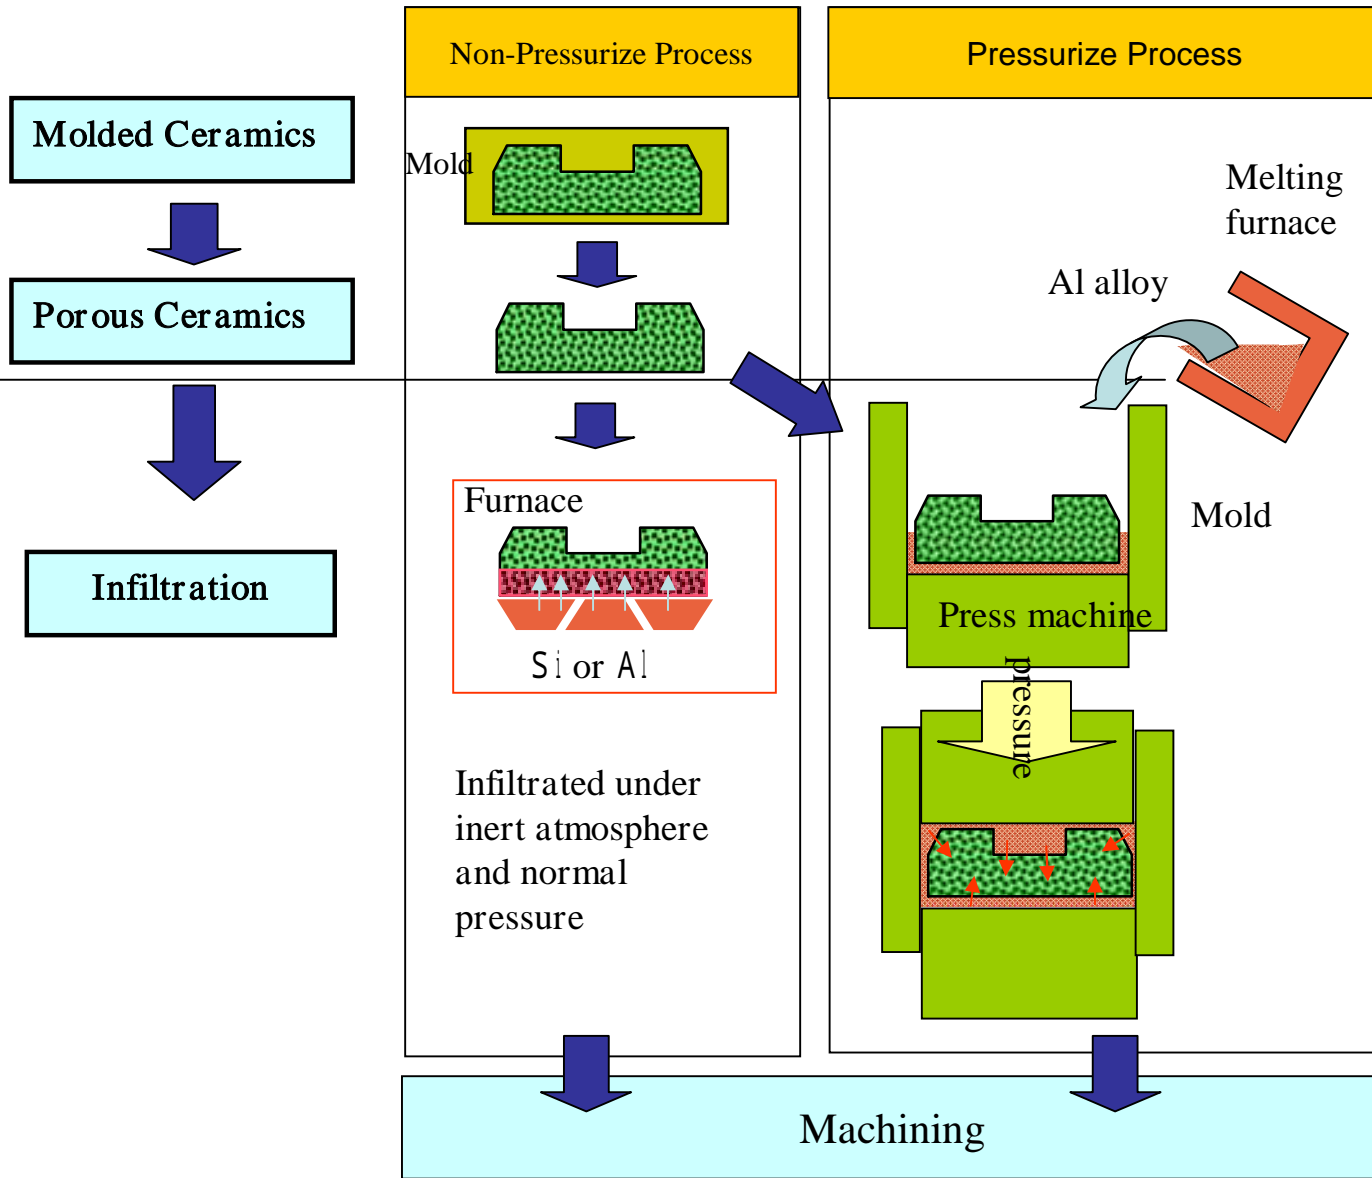 Non-Pressurize Process
Pressurize Process
Molded Ceramics
Mold
Melting
furnace
Al alloy
Porous Ceramics
Furnace
Mold
Infiltration
Press machine
Si or Al
pressure
Infiltrated under
inert atmosphere
and normal
pressure
Machining